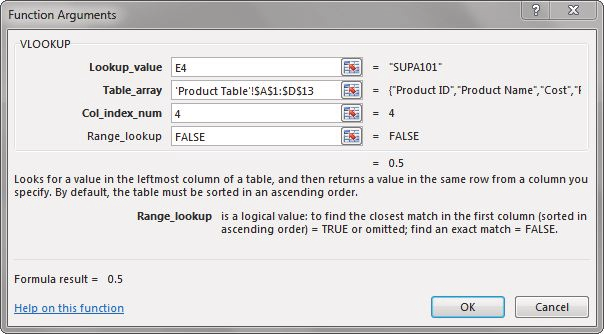 Function Arguments
VLOOKUP
Lookup_value E4 = "SUPA101"
Table_array 'Product Table'!$A$1:$D$13 = {"Product ID","Product Name","Cost","F
Col_index_num 4 = 4
Range_lookup FALSE = FALSE
= 0.5
Looks for a value in the leftmost column of a table, and then returns a value in the same row from a column you
specify. By default, the table must be sorted in an ascending order.
Range_lookup is a logical value: to find the closest match in the first column (sorted in
ascending order) = TRUE or omitted; find an exact match = FALSE.
Formula result = 0.5
Help on this function
OK Cancel